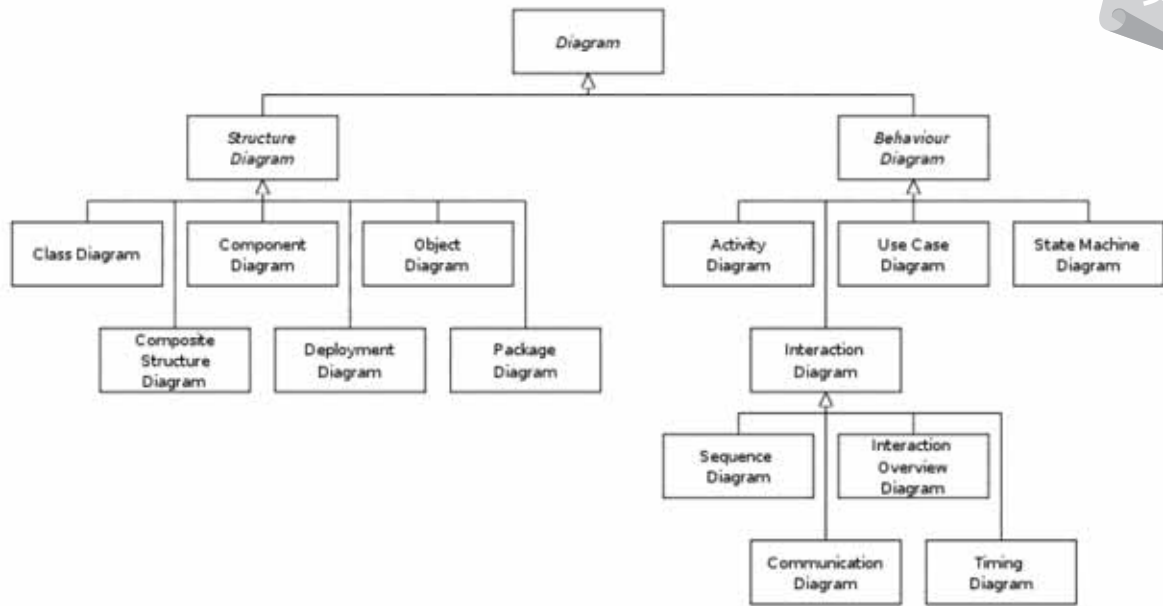 Diagram
Structure
Diagram
Behaviour
Diagram
Class Diagram
Component
Diagram
Object
Diagram
Activity
Diagram
Use Case
Diagram
State Machine
Diagram
Composite
Structure
Diagram
Deployment
Diagram
Package
Diagram
Interaction
Diagram
Sequence
Diagram
Interaction
Overview
Diagram
Communication
Diagram
Timing
Diagram